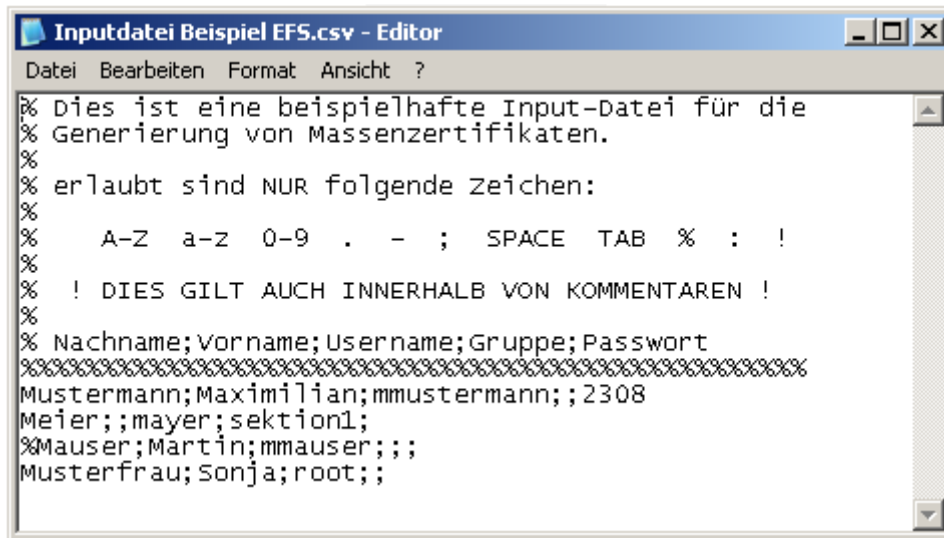 Inputdatei Beispiel EFS.csv - Editor
Datei Bearbeiten Format Ansicht ?
% Dies ist eine beispielhafte Input-Datei für die
% Generierung von Massenzertifikaten.
%
% erlaubt sind NUR folgende Zeichen:
%
%    A-Z  a-z  0-9  .  -  ;  SPACE  TAB  %  :  !
%
%  ! DIES GILT AUCH INNERHALB VON KOMMENTAREN !
%
% Nachname;Vorname;Username;Gruppe;Passwort
%%%%%%%%%%%%%%%%%%%%%%%%%%%%%%%%%%%%%%%%%%%%%%%%%
Mustermann;Maximilian;mmustermann;;2308
Meier;;mayer;sektion1;
%Mauser;Martin;mmauser;;;
Musterfrau;Sonja;root;;